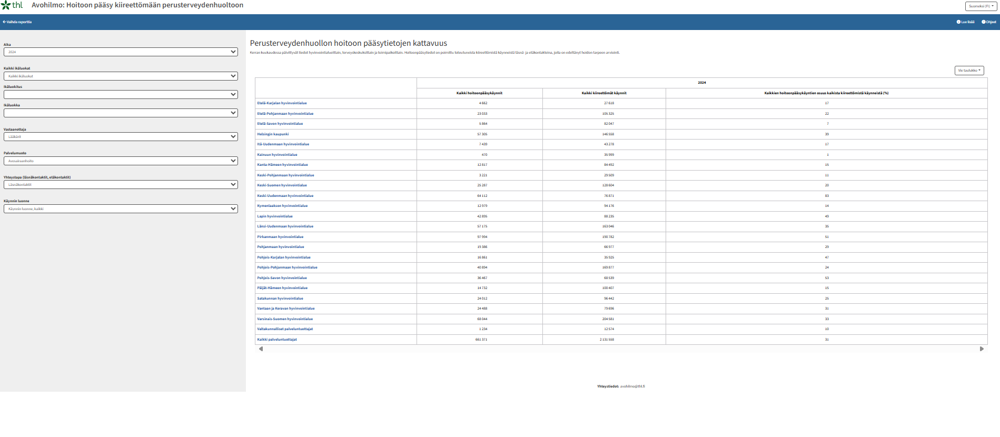 thl Avohilmo: Hoitoon pääsy kiireettömään perusterveydenhuoltoon
Suomeksi (FI)
Vaihda raporttia
Lue lisää Ohjeet
Aika
2024
Kaikki ikäluokat
Kaikki ikäluokat
Ikäluokitus
Ikäluokka
Vastaanottaja
Lääkärit
Palvelumuoto
Avosairaanhoito
Yhteystapa (läsnäkontaktit, etäkontaktit)
Läsnäkontaktit
Käynnin luonne
Käynnin luonne, kaikki
Perusterveydenhuollon hoitoon pääsytietojen kattavuus
Kerran kuukaudessa päivittyvät tiedot hyvinvointialueittain, terveyskeskuksittain ja toimipaikoittain. Hoitoonpääsytiedot on poimittu toteutuneista kiireettömistä käynneistä läsnä- ja etäkontakteina, joita on edeltänyt hoidon tarpeen arviointi.
Vie taulukko
2024
Kaikki hoitoonpääsykäynnit Kaikki kiireettömät käynnit Kaikkien hoitoonpääsykäyntien osuus kaikista kiireettömistä käynneistä (%)
Etelä-Karjalan hyvinvointialue 4 662 27 618 17
Etelä-Pohjanmaan hyvinvointialue 23 033 105 325 22
Etelä-Savon hyvinvointialue 5 864 82 047 7
Helsingin kaupunki 57 305 146 558 39
Itä-Uudenmaan hyvinvointialue 7 439 43 278 17
Kainuun hyvinvointialue 470 35 999 1
Kanta-Hämeen hyvinvointialue 12 817 84 492 15
Keski-Pohjanmaan hyvinvointialue 3 221 29 509 11
Keski-Suomen hyvinvointialue 25 287 128 604 20
Keski-Uudenmaan hyvinvointialue 64 112 76 871 83
Kymenlaakson hyvinvointialue 12 979 94 176 14
Lapin hyvinvointialue 42 895 88 235 49
Länsi-Uudenmaan hyvinvointialue 57 175 163 046 35
Pirkanmaan hyvinvointialue 97 994 190 782 51
Pohjanmaan hyvinvointialue 19 386 66 977 29
Pohjois-Karjalan hyvinvointialue 16 861 35 925 47
Pohjois-Pohjanmaan hyvinvointialue 40 894 169 877 24
Pohjois-Savon hyvinvointialue 36 467 68 539 53
Päijät-Hämeen hyvinvointialue 14 732 100 407 15
Satakunnan hyvinvointialue 24 012 96 442 25
Vantaan ja Keravan hyvinvointialue 24 488 79 696 31
Varsinais-Suomen hyvinvointialue 68 044 204 581 33
Valtakunnalliset palveluntuottajat 1 234 12 574 10
Kaikki palveluntuottajat 661 371 2 131 558 31
Yhteystiedot: avohilmo@thl.fi